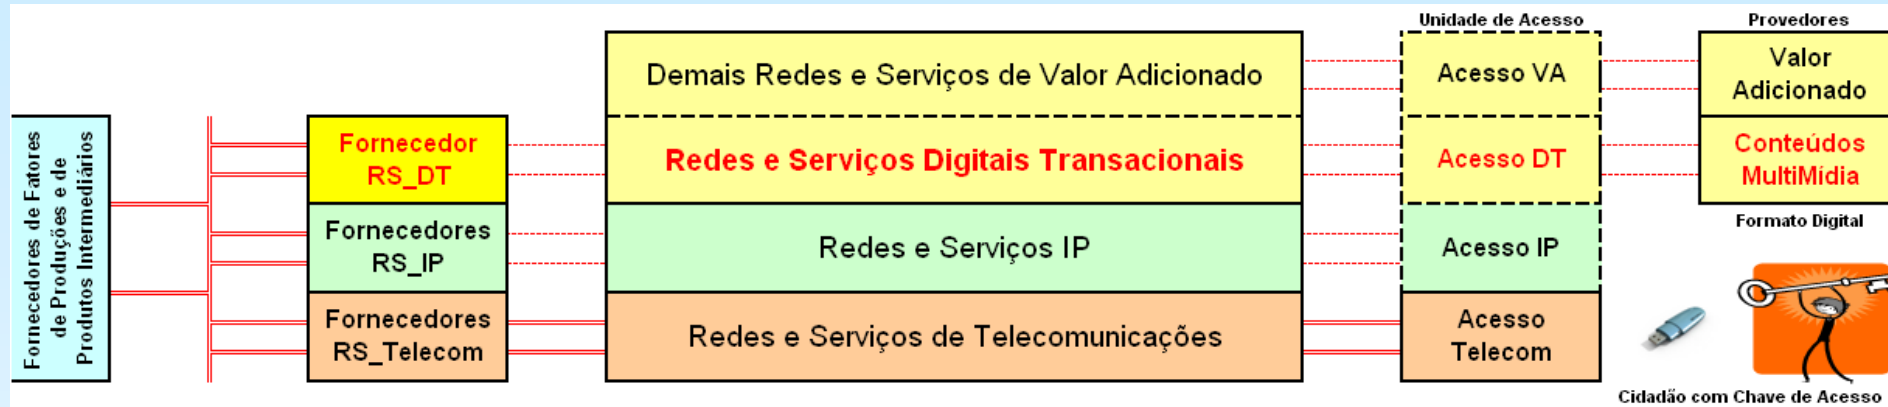 Unidade de Acesso
Provedores
Demais Redes e Serviços de Valor Adicionado
Acesso VA
Valor
Adicionado
Fornecedores de Fatores
de Produções e de
Produtos Intermediários
Fornecedor
RS_DT
Redes e Serviços Digitais Transacionais
Acesso DT
Conteúdos
MultiMídia
Formato Digital
Fornecedores
RS_IP
Redes e Serviços IP
Acesso IP
Fornecedores
RS_Telecom
Redes e Serviços de Telecomunicações
Acesso
Telecom
Cidadão com Chave de Acesso